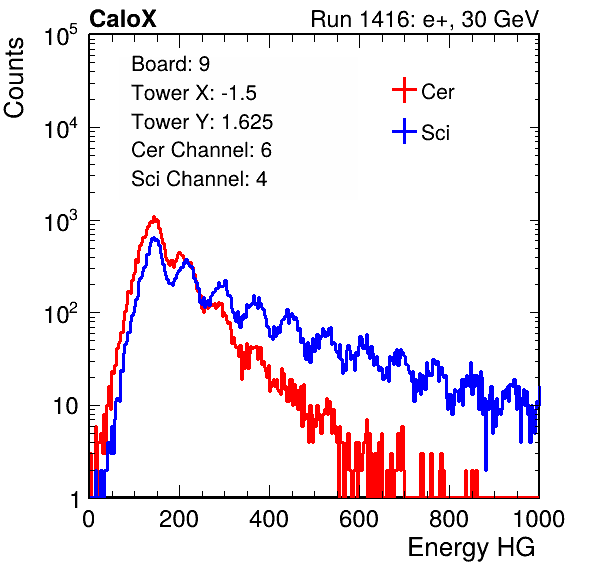 CaloX Run 1416: e+, 30 GeV
Counts
10^5
10^4
10^3
10^2
10
1
Board: 9
Tower X: -1.5
Tower Y: 1.625
Cer Channel: 6
Sci Channel: 4
Cer
Sci
0 200 400 600 800 1000
Energy HG